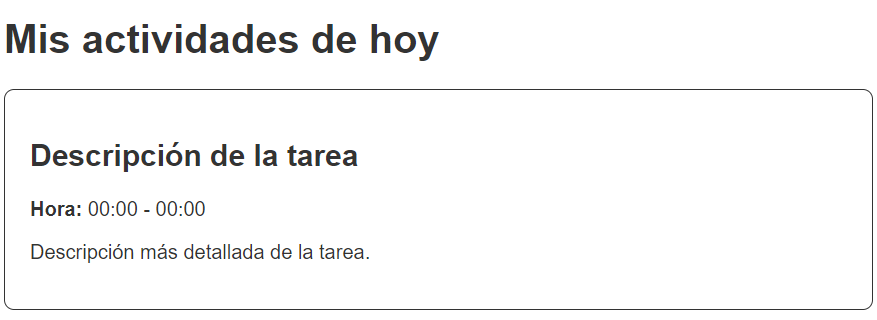 Mis actividades de hoy
Descripción de la tarea
Hora: 00:00 - 00:00
Descripción más detallada de la tarea.